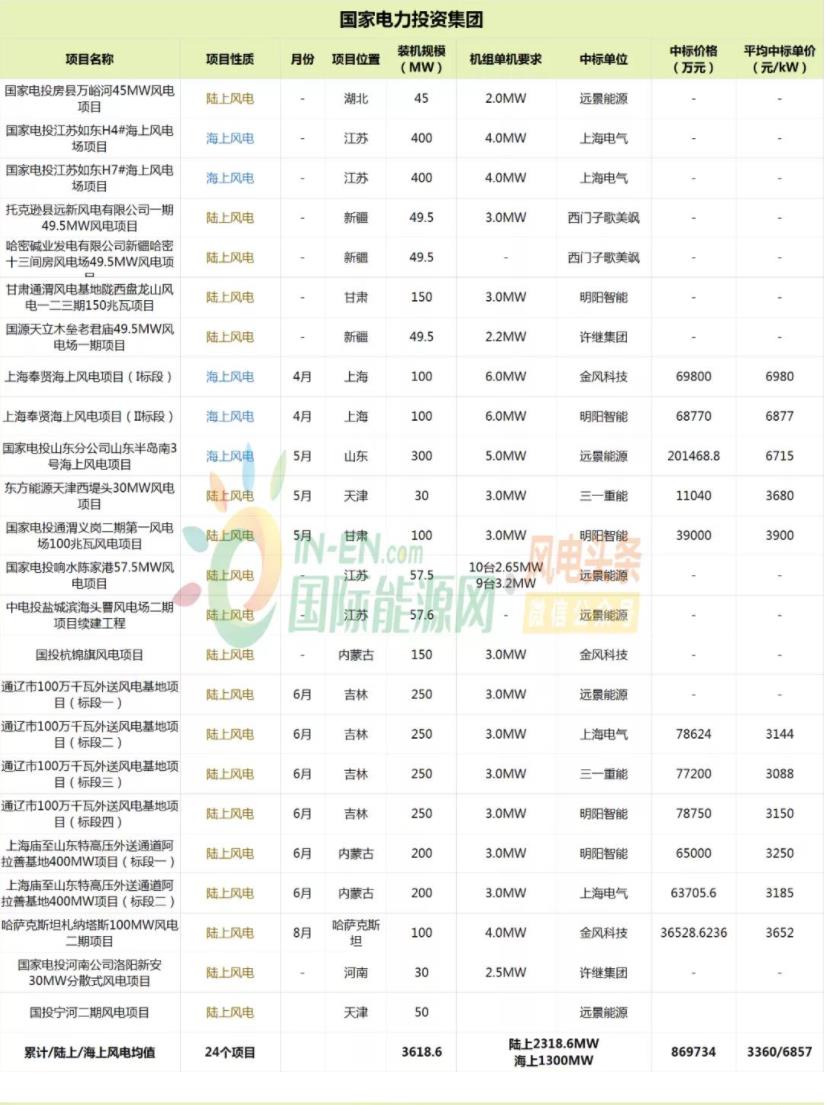 国家电力投资集团
项目名称 项目性质 月份 项目位置 装机规模（MW） 机组单机要求 中标单位 中标价格（万元） 平均中标单价（元/kW）
国家电投房县万峪河45MW风电项目 陆上风电 - 湖北 45 2.0MW 远景能源 - -
国家电投江苏如东H4#海上风电场项目 海上风电 - 江苏 400 4.0MW 上海电气 - -
国家电投江苏如东H7#海上风电场项目 海上风电 - 江苏 400 4.0MW 上海电气 - -
托克逊县远新风电有限公司一期49.5MW风电项目 陆上风电 - 新疆 49.5 3.0MW 西门子歌美飒 - -
哈密碱业发电有限公司新疆哈密十三间房风电场49.5MW风电项 陆上风电 - 新疆 49.5 - 西门子歌美飒 - -
甘肃通渭风电基地陇西盘龙山风电一二三期150兆瓦项目 陆上风电 - 甘肃 150 3.0MW 明阳智能 - -
国源天立木垒老君庙49.5MW风电场一期项目 陆上风电 - 新疆 49.5 2.2MW 许继集团 - -
上海奉贤海上风电项目（I标段） 海上风电 4月 上海 100 6.0MW 金风科技 69800 6980
上海奉贤海上风电项目（II标段） 海上风电 4月 上海 100 6.0MW 明阳智能 68770 6877
国家电投山东分公司山东半岛南3号海上风电项目 海上风电 5月 山东 300 5.0MW 远景能源 201468.8 6715
东方能源天津西堤头30MW风电项目 陆上风电 5月 天津 30 3.0MW 三一重能 11040 3680
国家电投通渭义岗二期第一风电场100兆瓦风电项目 陆上风电 5月 甘肃 100 3.0MW 明阳智能 39000 3900
国家电投响水陈家港57.5MW风电项目 陆上风电 - 江苏 57.5 10台2.65MW 9台3.2MW 远景能源 - -
中电投盐城滨海头罾风电场二期项目续建工程 陆上风电 - 江苏 57.6 - 远景能源 - -
国投杭锦旗风电项目 陆上风电 - 内蒙古 150 3.0MW 金风科技 - -
通辽市100万千瓦外送风电基地项目（标段一） 陆上风电 6月 吉林 250 3.0MW 远景能源 - -
通辽市100万千瓦外送风电基地项目（标段二） 陆上风电 6月 吉林 250 3.0MW 上海电气 78624 3144
通辽市100万千瓦外送风电基地项目（标段三） 陆上风电 6月 吉林 250 3.0MW 三一重能 77200 3088
通辽市100万千瓦外送风电基地项目（标段四） 陆上风电 6月 吉林 250 3.0MW 明阳智能 78750 3150
上海庙至山东特高压外送通道阿拉善基地400MW项目（标段一） 陆上风电 6月 内蒙古 200 3.0MW 明阳智能 65000 3250
上海庙至山东特高压外送通道阿拉善基地400MW项目（标段二） 陆上风电 6月 内蒙古 200 3.0MW 上海电气 63705.6 3185
哈萨克斯坦札纳塔斯100MW风电二期项目 陆上风电 8月 哈萨克斯坦 100 4.0MW 金风科技 36528.6236 3652
国家电投河南公司洛阳新安30MW分散式风电项目 陆上风电 - 河南 30 2.5MW 许继集团 - -
国投宁河二期风电项目 陆上风电 天津 50 远景能源
累计/陆上/海上风电均值 24个项目 3618.6 陆上2318.6MW 海上1300MW 869734 3360/6857
IN-EN.com
国际能源网
风电头条
微信公众号